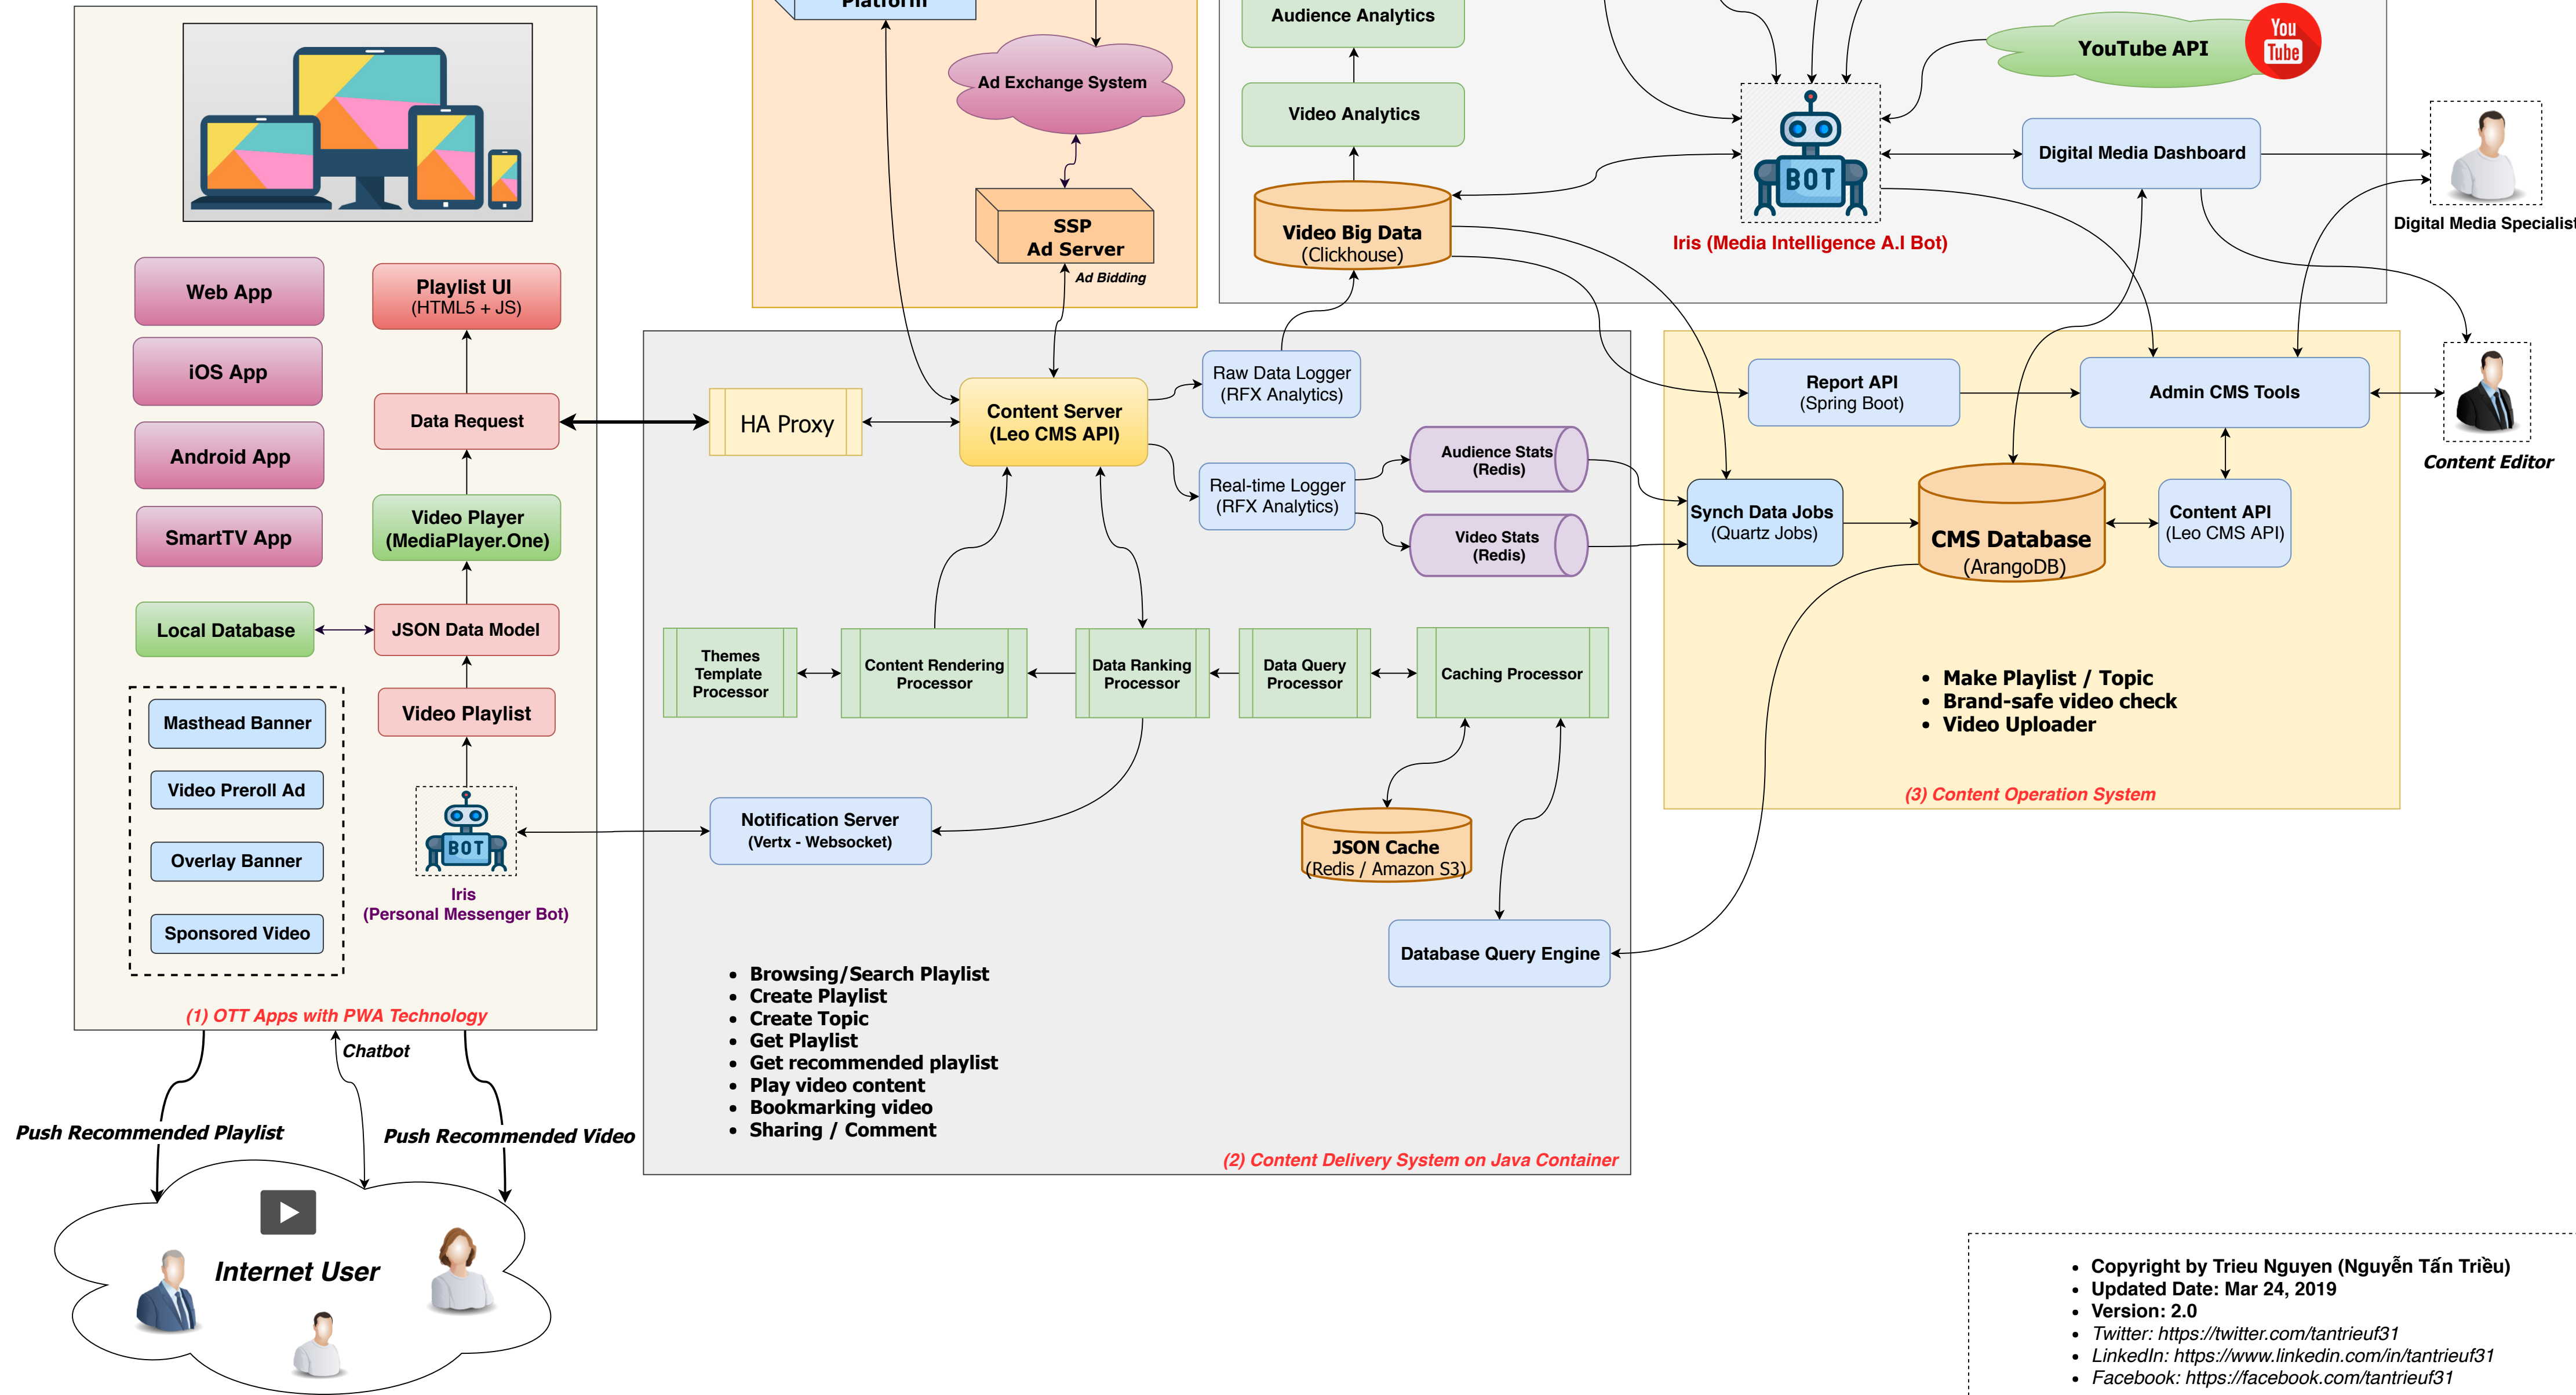 Platform
Ad Exchange System
SSP
Ad Server
Ad Bidding
Audience Analytics
Video Analytics
Video Big Data
(Clickhouse)
BOT
Iris (Media Intelligence A.I Bot)
YouTube API
You
Tube
Digital Media Dashboard
Digital Media Specialist
Web App
iOS App
Android App
SmartTV App
Local Database
Playlist UI
(HTML5 + JS)
Data Request
Video Player
(MediaPlayer.One)
JSON Data Model
Video Playlist
Masthead Banner
Video Preroll Ad
Overlay Banner
Sponsored Video
BOT
Iris
(Personal Messenger Bot)
(1) OTT Apps with PWA Technology
Chatbot
Push Recommended Playlist
Push Recommended Video
Internet User
HA Proxy
Content Server
(Leo CMS API)
Raw Data Logger
(RFX Analytics)
Real-time Logger
(RFX Analytics)
Audience Stats
(Redis)
Video Stats
(Redis)
Themes
Template
Processor
Content Rendering
Processor
Data Ranking
Processor
Data Query
Processor
Caching Processor
Notification Server
(Vertx - Websocket)
JSON Cache
(Redis / Amazon S3)
Database Query Engine
• Browsing/Search Playlist
• Create Playlist
• Create Topic
• Get Playlist
• Get recommended playlist
• Play video content
• Bookmarking video
• Sharing / Comment
(2) Content Delivery System on Java Container
Report API
(Spring Boot)
Admin CMS Tools
Content Editor
Synch Data Jobs
(Quartz Jobs)
CMS Database
(ArangoDB)
Content API
(Leo CMS API)
• Make Playlist / Topic
• Brand-safe video check
• Video Uploader
(3) Content Operation System
• Copyright by Trieu Nguyen (Nguyễn Tấn Triều)
• Updated Date: Mar 24, 2019
• Version: 2.0
• Twitter: https://twitter.com/tantrieuf31
• LinkedIn: https://www.linkedin.com/in/tantrieuf31
• Facebook: https://facebook.com/tantrieuf31